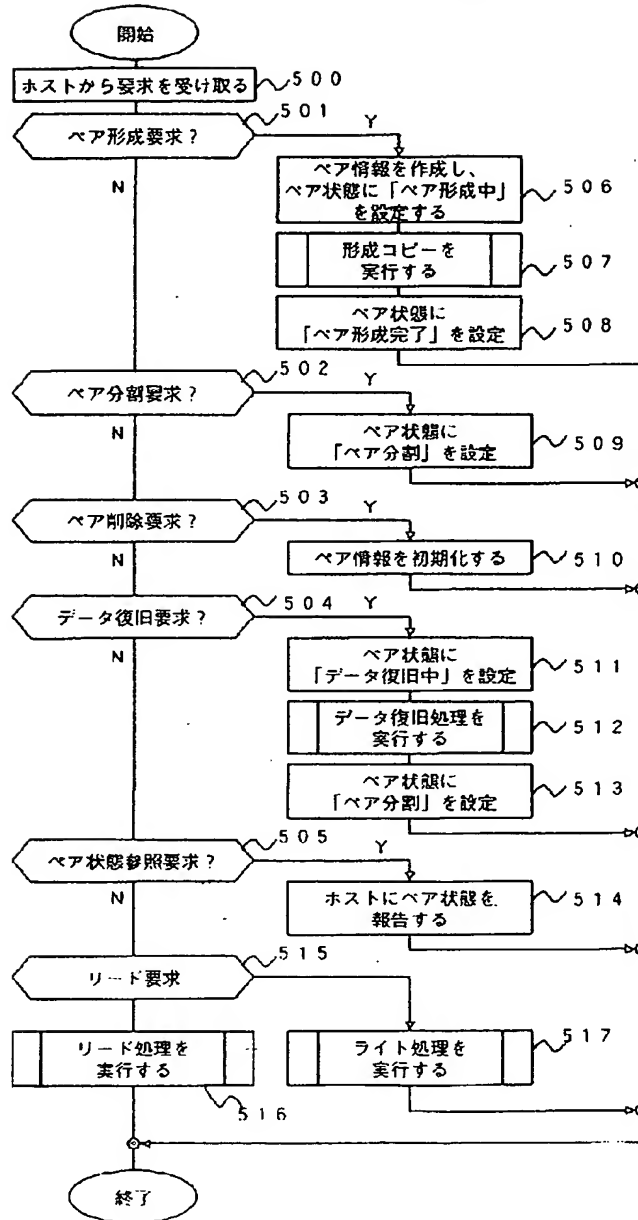 開始
ホストから要求を受け取る
500
501
ペア形成要求?
Y
N
ペア情報を作成し、
ペア状態に「ペア形成中」
を設定する
506
形成コピーを
実行する
507
ペア状態に
「ペア形成完了」を設定
508
502
ペア分割要求?
Y
N
ペア状態に
「ペア分割」を設定
509
503
ペア削除要求?
Y
N
ペア情報を初期化する
510
504
データ復旧要求?
Y
N
ペア状態に
「データ復旧中」を設定
511
データ復旧処理を
実行する
512
ペア状態に
「ペア分割」を設定
513
505
ペア状態参照要求?
Y
N
ホストにペア状態を
報告する
514
515
リード要求
リード処理を
実行する
516
ライト処理を
実行する
517
終了